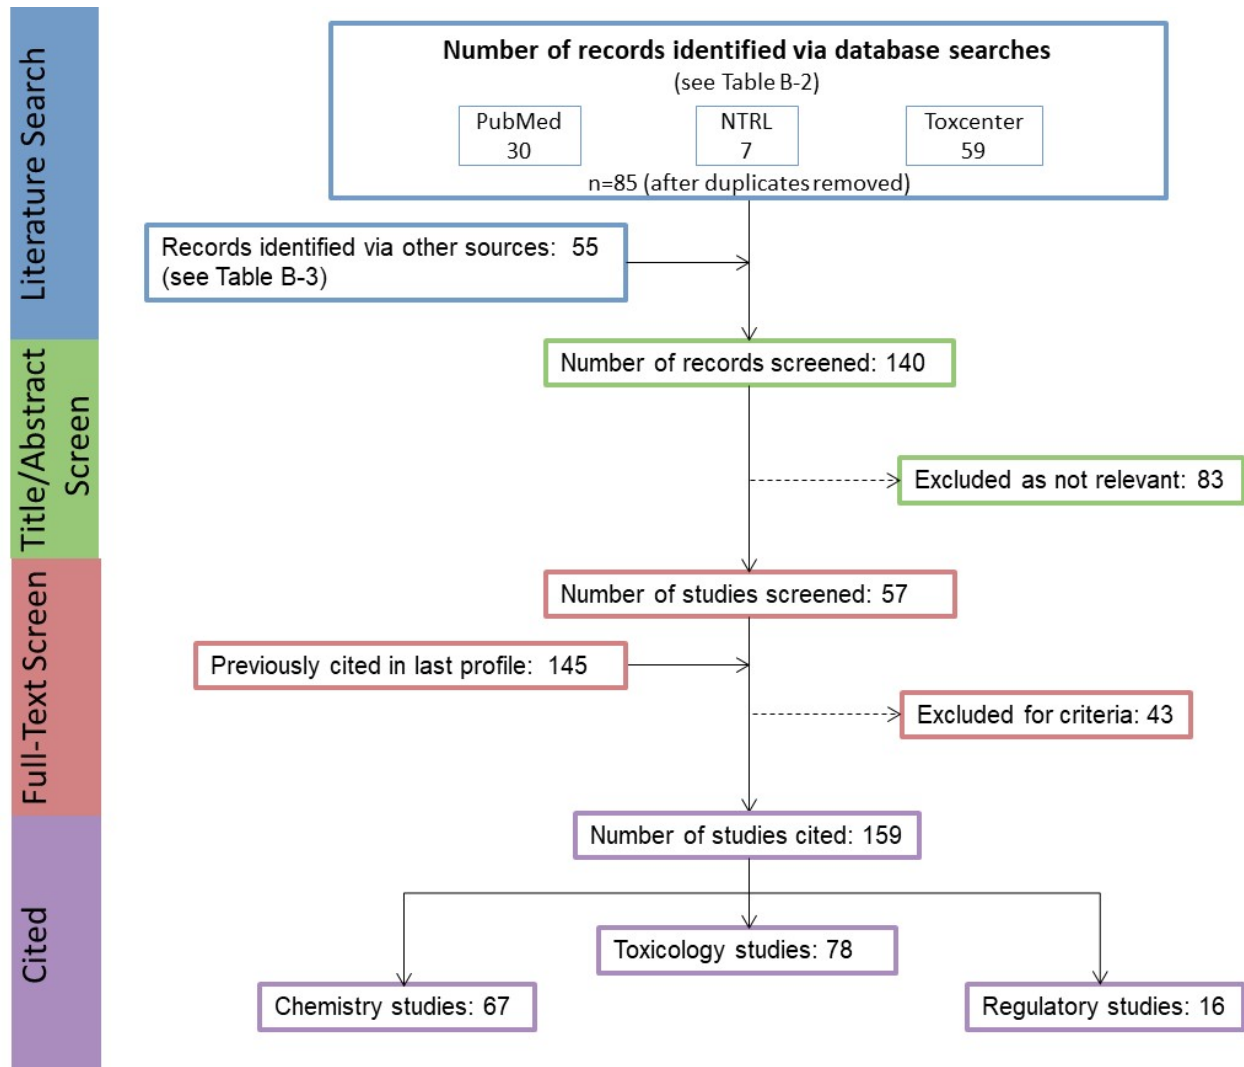 Literature Search
Number of records identified via database searches
(see Table B-2)
PubMed
30
NTRL
7
Toxcenter
59
n=85 (after duplicates removed)
Records identified via other sources: 55
(see Table B-3)
Title/Abstract
Screen
Number of records screened: 140
Excluded as not relevant: 83
Full-Text Screen
Number of studies screened: 57
Previously cited in last profile: 145
Excluded for criteria: 43
Cited
Number of studies cited: 159
Toxicology studies: 78
Chemistry studies: 67
Regulatory studies: 16